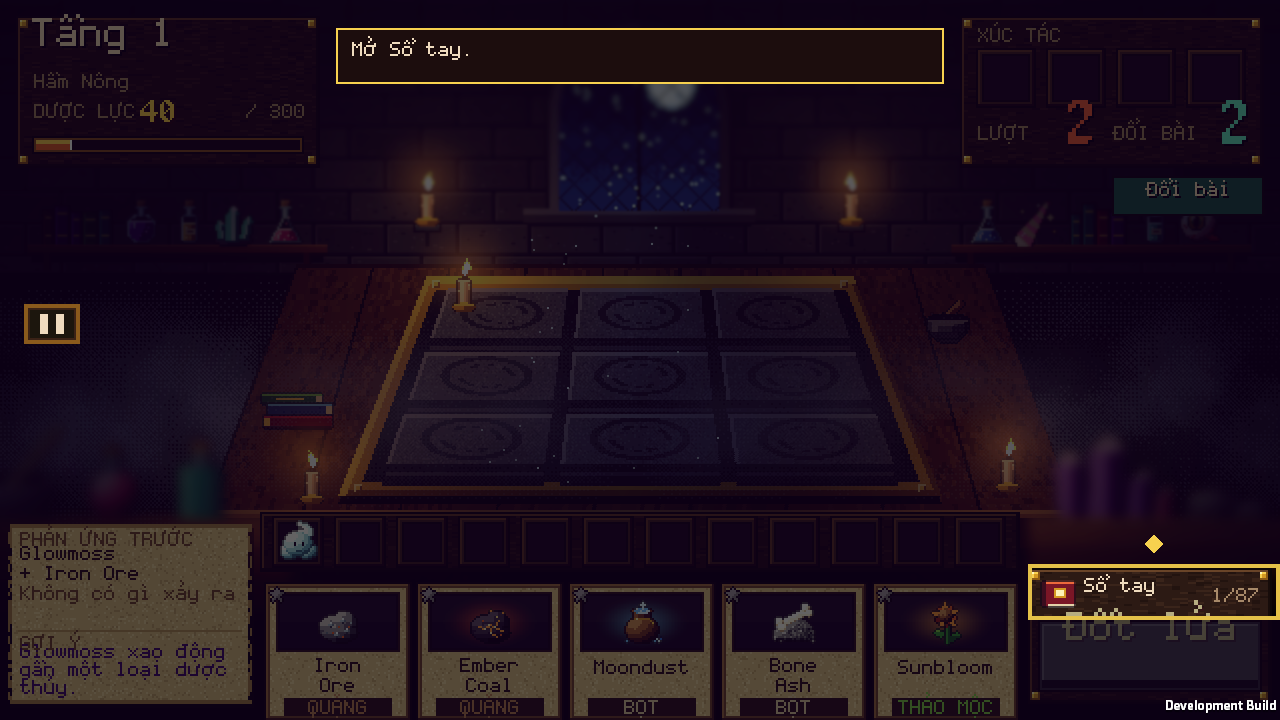 Tầng 1
Hầm Nông
DƯỢC LỰC 40 / 300
Mở Sổ tay.
XÚC TÁC
LƯỢT 2 ĐỔI BÀI 2
Đổi bài
PHẢN ỨNG TRƯỚC
Glowmoss
+ Iron Ore
Không có gì xảy ra
GỢI Ý
Glowmoss xao động
gần một loại dược
thủy.
Iron
Ore
QUẶNG
Ember
Coal
QUẶNG
Moondust
BỘT
Bone
Ash
BỘT
Sunbloom
THẢO MỘC
Sổ tay 1/87
Đốt lửa
Development Build